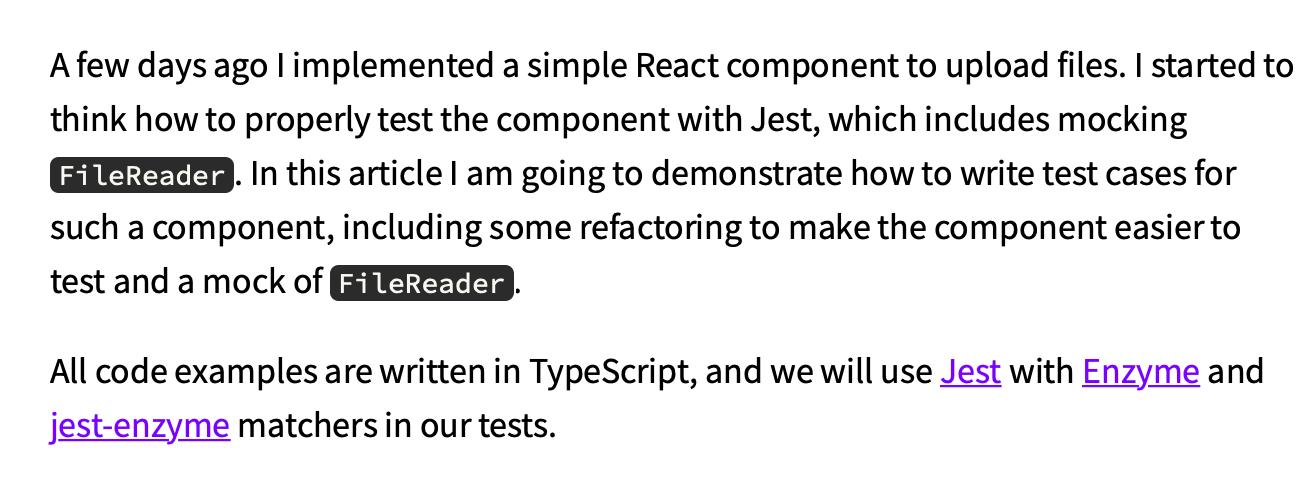 A few days ago I implemented a simple React component to upload files. I started to
think how to properly test the component with Jest, which includes mocking
FileReader. In this article I am going to demonstrate how to write test cases for
such a component, including some refactoring to make the component easier to
test and a mock of FileReader.
All code examples are written in TypeScript, and we will use Jest with Enzyme and
jest-enzyme matchers in our tests.